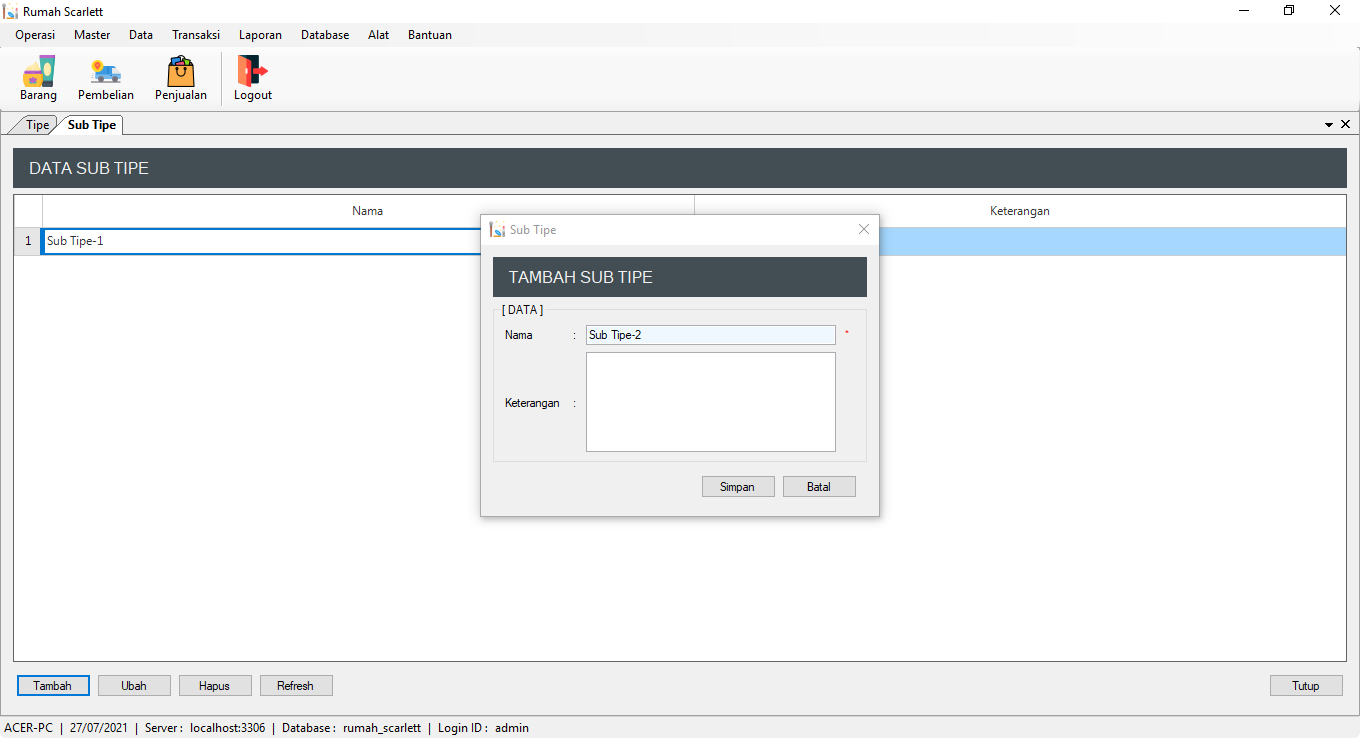 Rumah Scarlett
Operasi Master Data Transaksi Laporan Database Alat Bantuan
Barang Pembelian Penjualan Logout
Tipe Sub Tipe
DATA SUB TIPE
Nama Keterangan
1 Sub Tipe-1
Sub Tipe
TAMBAH SUB TIPE
[ DATA ]
Nama : Sub Tipe-2 *
Keterangan :
Simpan Batal
Tambah Ubah Hapus Refresh Tutup
ACER-PC | 27/07/2021 | Server : localhost:3306 | Database : rumah_scarlett | Login ID : admin